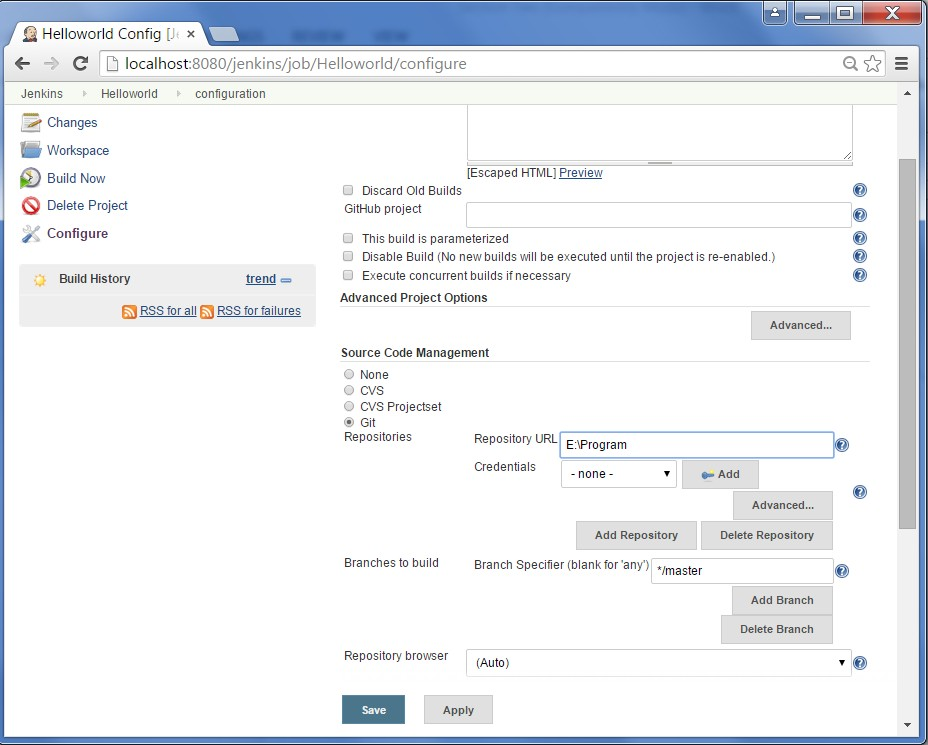 Helloworld Config [Je
localhost:8080/jenkins/job/Helloworld/configure
Jenkins Helloworld configuration
Changes
Workspace
Build Now
Delete Project
Configure
Build History trend
RSS for all RSS for failures
[Escaped HTML] Preview
Discard Old Builds
GitHub project
This build is parameterized
Disable Build (No new builds will be executed until the project is re-enabled.)
Execute concurrent builds if necessary
Advanced Project Options
Advanced...
Source Code Management
None
CVS
CVS Projectset
Git
Repositories
Repository URL E:\Program
Credentials - none - Add
Advanced...
Add Repository Delete Repository
Branches to build
Branch Specifier (blank for 'any') */master
Add Branch
Delete Branch
Repository browser (Auto)
Save Apply